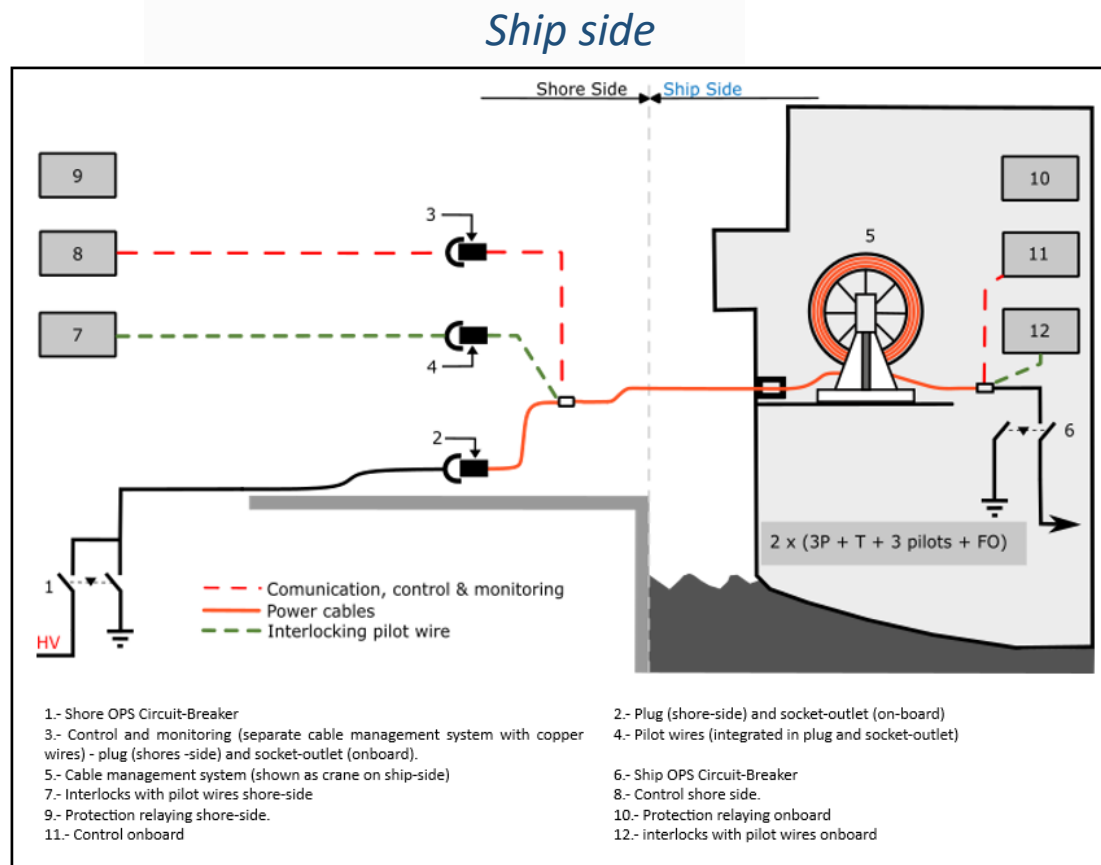 Ship side
Shore Side
Ship Side
9
10
3
8
5
11
7
4
12
2
6
2 x (3P + T + 3 pilots + FO)
1
HV
Comunication, control & monitoring
Power cables
Interlocking pilot wire
1.- Shore OPS Circuit-Breaker
2.- Plug (shore-side) and socket-outlet (on-board)
3.- Control and monitoring (separate cable management system with copper
wires) - plug (shores -side) and socket-outlet (onboard).
4.- Pilot wires (integrated in plug and socket-outlet)
5.- Cable management system (shown as crane on ship-side)
6.- Ship OPS Circuit-Breaker
7.- Interlocks with pilot wires shore-side
8.- Control shore side.
9.- Protection relaying shore-side.
10.- Protection relaying onboard
11.- Control onboard
12.- interlocks with pilot wires onboard